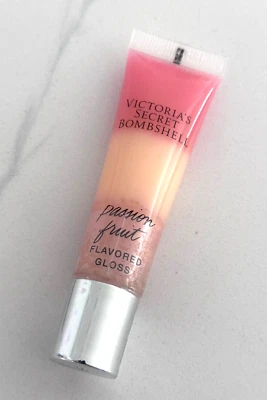 VICTORIA'S
SECRET
BOMBSHELL
passion
fruit
FLAVORED
GLOSS